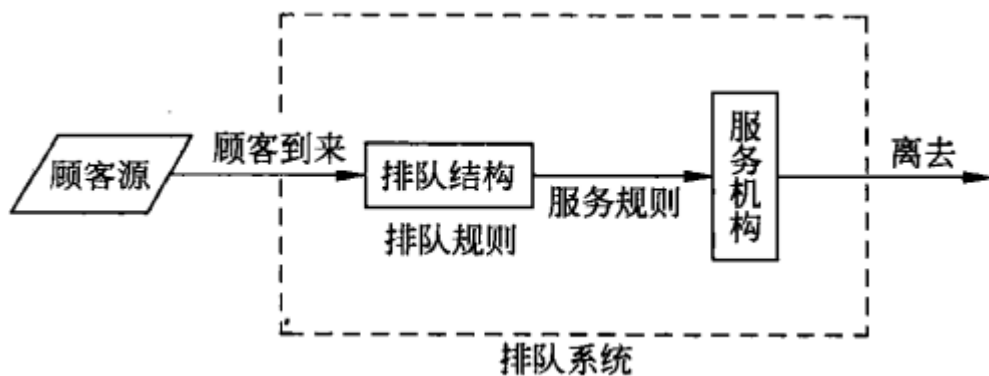 顾客源
顾客到来
排队结构
排队规则
服务规则
服务机构
离去
排队系统